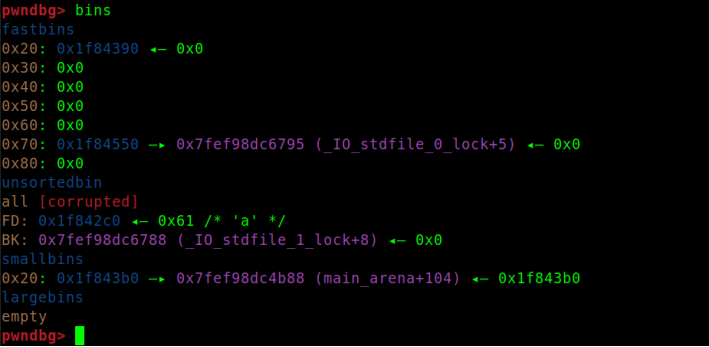 pwndbg> bins
fastbins
0x20: 0x1f84390 ◂— 0x0
0x30: 0x0
0x40: 0x0
0x50: 0x0
0x60: 0x0
0x70: 0x1f84550 —▸ 0x7fef98dc6795 (_IO_stdfile_0_lock+5) ◂— 0x0
0x80: 0x0
unsortedbin
all [corrupted]
FD: 0x1f842c0 ◂— 0x61 /* 'a' */
BK: 0x7fef98dc6788 (_IO_stdfile_1_lock+8) ◂— 0x0
smallbins
0x20: 0x1f843b0 —▸ 0x7fef98dc4b88 (main_arena+104) ◂— 0x1f843b0
largebins
empty
pwndbg>